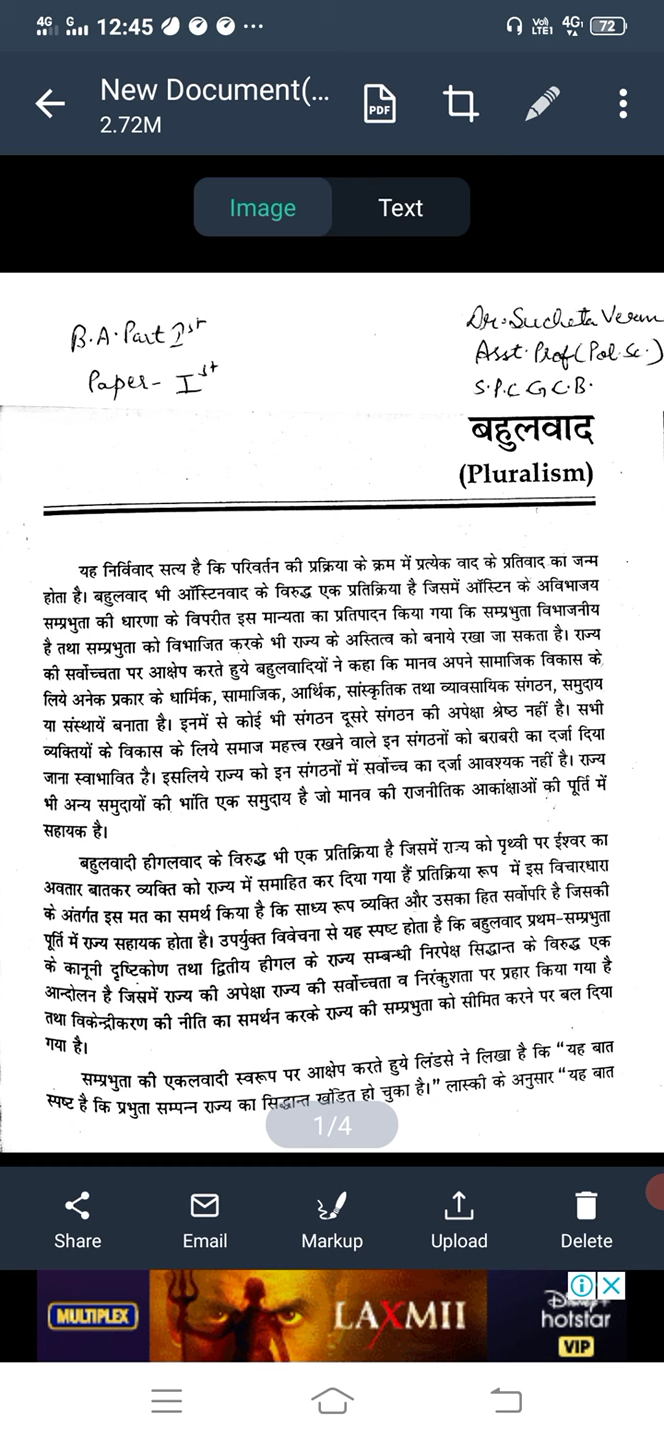 4G G 12:45 ... Vo) LTE1 4G 72
New Document(...
2.72M
PDF
Image Text
B.A. Part Ist
Paper - Ist
Dr. Sucheta Verm
Asst. Prof (Pol. Sc.)
S.P.C G C.B.
बहुलवाद
(Pluralism)
यह निर्विवाद सत्य है कि परिवर्तन की प्रक्रिया के क्रम में प्रत्येक वाद के प्रतिवाद का जन्म
होता है। बहुलवाद भी ऑस्टिनवाद के विरुद्ध एक प्रतिक्रिया है जिसमें ऑस्टिन के अविभाजय
सम्प्रभुता की धारणा के विपरीत इस मान्यता का प्रतिपादन किया गया कि सम्प्रभुता विभाजनीय
है तथा सम्प्रभुता को विभाजित करके भी राज्य के अस्तित्व को बनाये रखा जा सकता है। राज्य
की सर्वोच्चता पर आक्षेप करते हुये बहुलवादियों ने कहा कि मानव अपने सामाजिक विकास के
लिये अनेक प्रकार के धार्मिक, सामाजिक, आर्थिक, सांस्कृतिक तथा व्यावसायिक संगठन, समुदाय
या संस्थायें बनाता है। इनमें से कोई भी संगठन दूसरे संगठन की अपेक्षा श्रेष्ठ नहीं है। सभी
व्यक्तियों के विकास के लिये समाज महत्त्व रखने वाले इन संगठनों को बराबरी का दर्जा दिया
जाना स्वाभावित है। इसलिये राज्य को इन संगठनों में सर्वोच्च का दर्जा आवश्यक नहीं है। राज्य
भी अन्य समुदायों की भांति एक समुदाय है जो मानव की राजनीतिक आकांक्षाओं की पूर्ति में
सहायक है।
बहुलवादी हीगलवाद के विरुद्ध भी एक प्रतिक्रिया है जिसमें राज्य को पृथ्वी पर ईश्वर का
अवतार बातकर व्यक्ति को राज्य में समाहित कर दिया गया हैं प्रतिक्रिया रूप में इस विचारधारा
के अंतर्गत इस मत का समर्थ किया है कि साध्य रूप व्यक्ति और उसका हित सर्वोपरि है जिसकी
पूर्ति में राज्य सहायक होता है। उपर्युक्त विवेचना से यह स्पष्ट होता है कि बहुलवाद प्रथम-सम्प्रभुता
के कानूनी दृष्टिकोण तथा द्वितीय हीगल के राज्य सम्बन्धी निरपेक्ष सिद्धान्त के विरुद्ध एक
आन्दोलन है जिसमें राज्य की अपेक्षा राज्य की सर्वोच्चता व निरंकुशता पर प्रहार किया गया है
तथा विकेन्द्रीकरण की नीति का समर्थन करके राज्य की सम्प्रभुता को सीमित करने पर बल दिया
गया है।
सम्प्रभुता की एकलवादी स्वरूप पर आक्षेप करते हुये लिंडसे ने लिखा है कि “यह बात
स्पष्ट है कि प्रभुता सम्पन्न राज्य का सिद्धान्त खंडित हो चुका है।” लास्की के अनुसार “यह बात
1/4
Share Email Markup Upload Delete
MULTIPLEX LAXMII Disney+ hotstar VIP